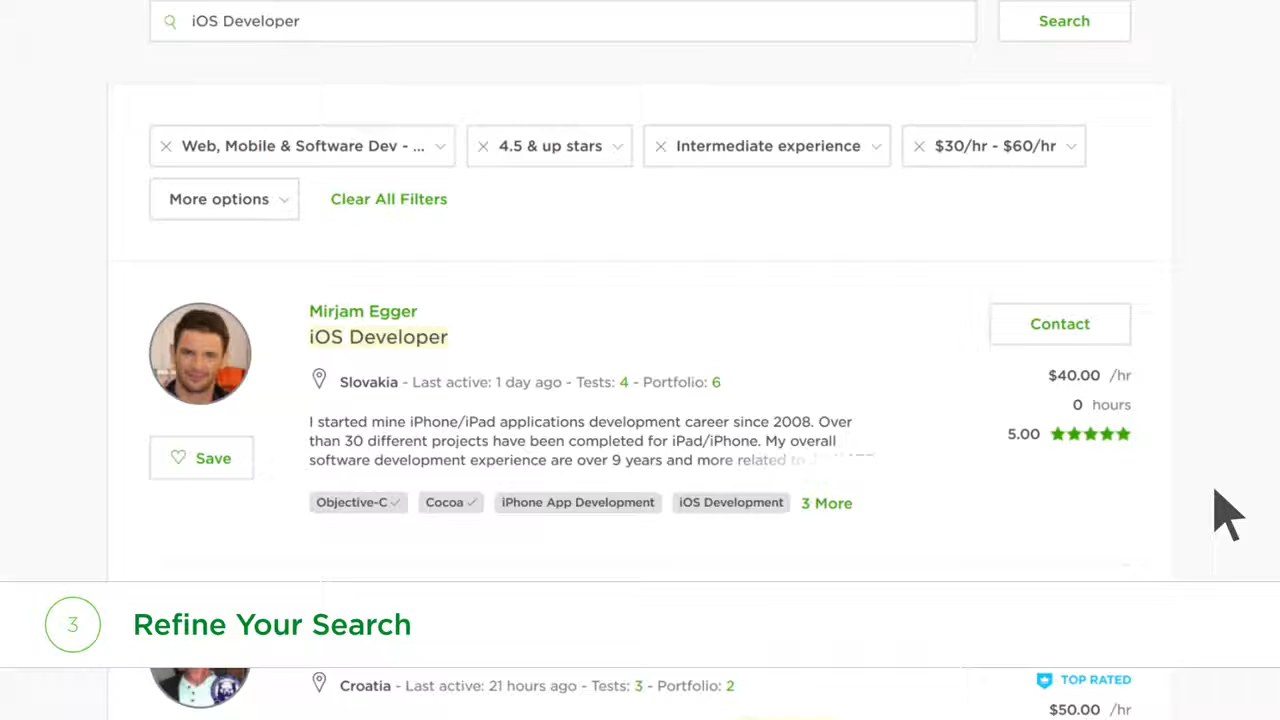 iOS Developer
Search
Web, Mobile & Software Dev - ...
4.5 & up stars
Intermediate experience
$30/hr - $60/hr
More options
Clear All Filters
Mirjam Egger
iOS Developer
Contact
Slovakia - Last active: 1 day ago - Tests: 4 - Portfolio: 6
$40.00 /hr
0 hours
5.00
I started mine iPhone/iPad applications development career since 2008. Over
than 30 different projects have been completed for iPad/iPhone. My overall
software development experience are over 9 years and more related to
Save
Objective-C
Cocoa
iPhone App Development
iOS Development
3 More
3
Refine Your Search
Croatia - Last active: 21 hours ago - Tests: 3 - Portfolio: 2
TOP RATED
$50.00 /hr